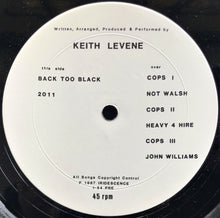 Written, Arranged, Produced & Performed by
KEITH LEVENE
this side
BACK TOO BLACK
2011
over
COPS I
NOT WALSH
COPS II
HEAVY 4 HIRE
COPS III
JOHN WILLIAMS
All Songs Copyright Control
℗ 1987 IRIDESCENCE
45 rpm